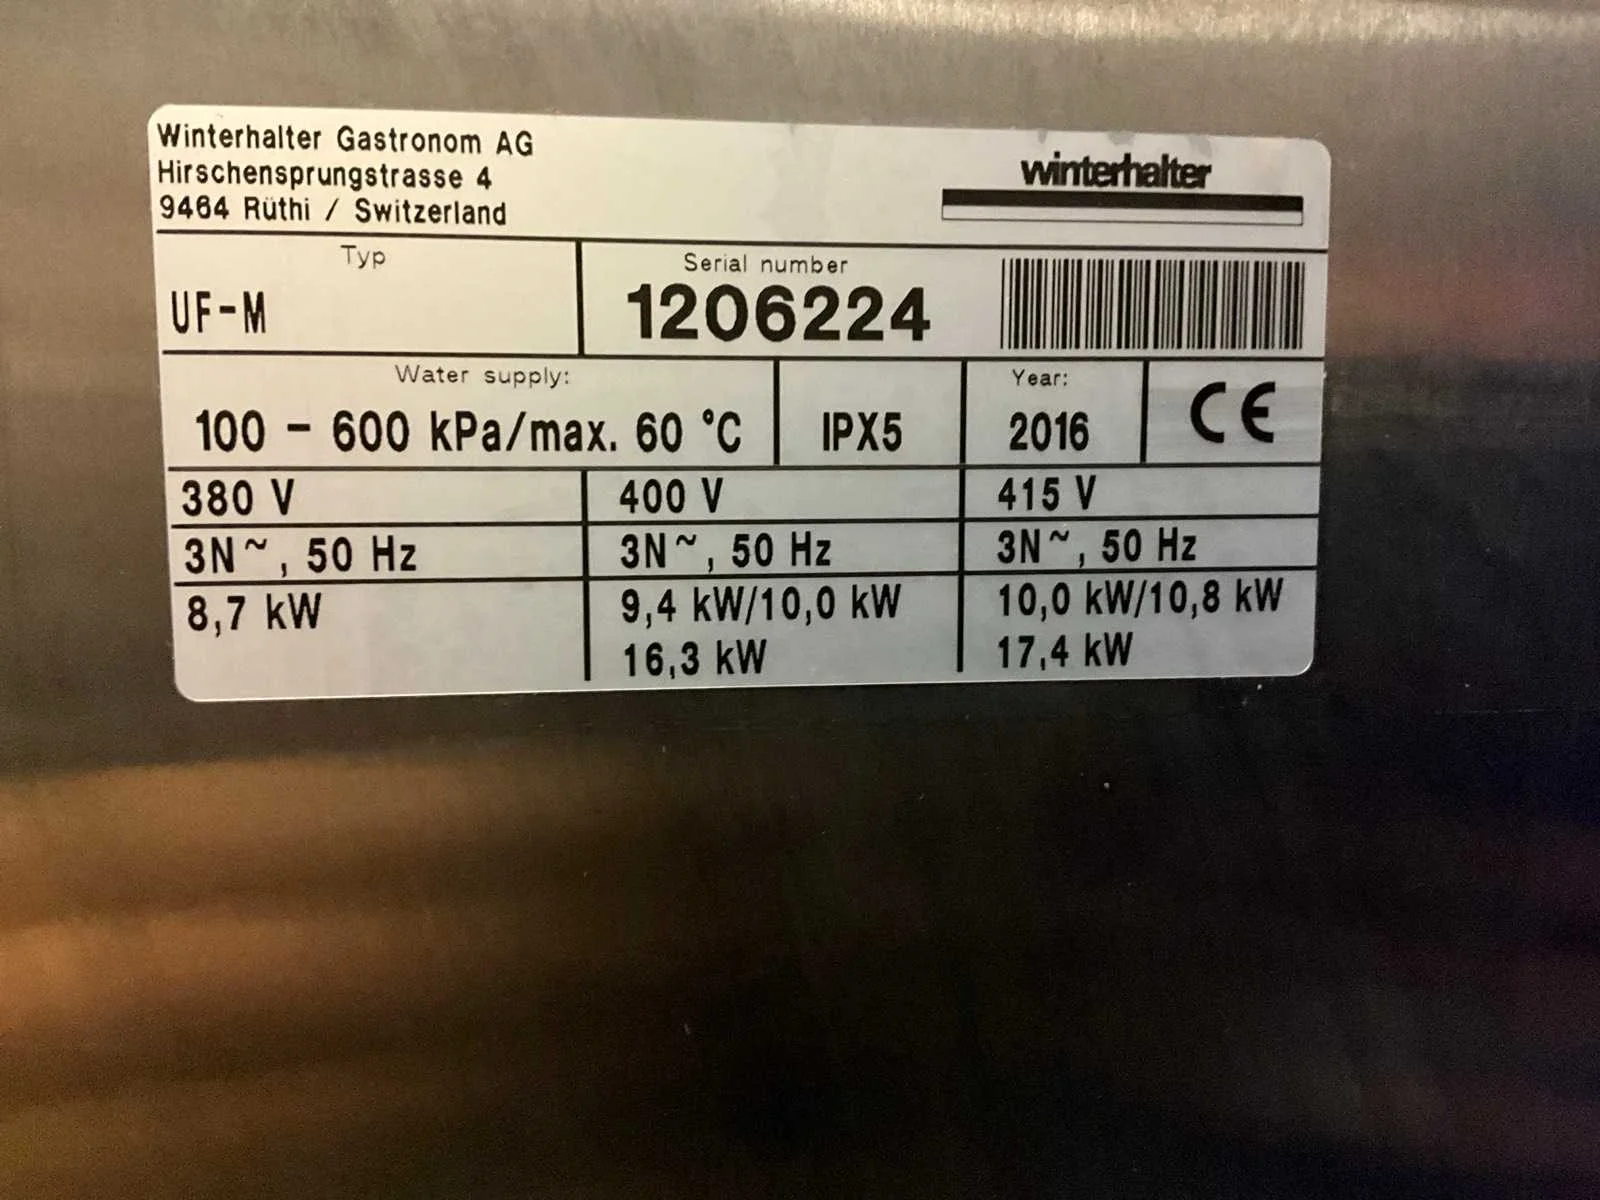 Winterhalter Gastronom AG
Hirschensprungstrasse 4
9464 Rüthi / Switzerland
winterhalter
Typ
UF-M
Serial number
1206224
Water supply:
100 - 600 kPa/max. 60 °C
IPX5
Year:
2016
CE
380 V
400 V
415 V
3N~, 50 Hz
3N~, 50 Hz
3N~, 50 Hz
8,7 kW
9,4 kW/10,0 kW
10,0 kW/10,8 kW
16,3 kW
17,4 kW